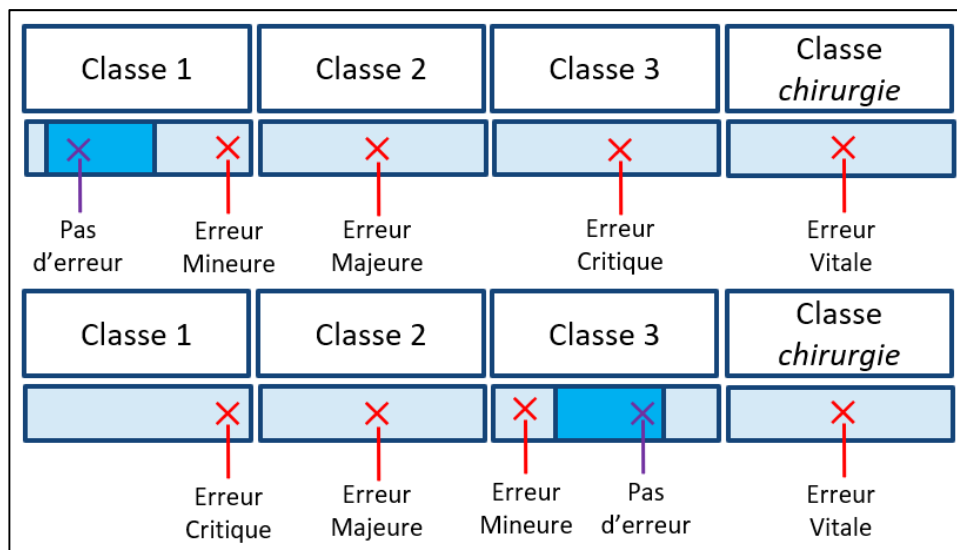 Classe 1
Classe 2
Classe 3
Classe
chirurgie
Pas
d'erreur
Erreur
Mineure
Erreur
Majeure
Erreur
Critique
Erreur
Vitale
Classe 1
Classe 2
Classe 3
Classe
chirurgie
Erreur
Critique
Erreur
Majeure
Erreur
Mineure
Pas
d'erreur
Erreur
Vitale